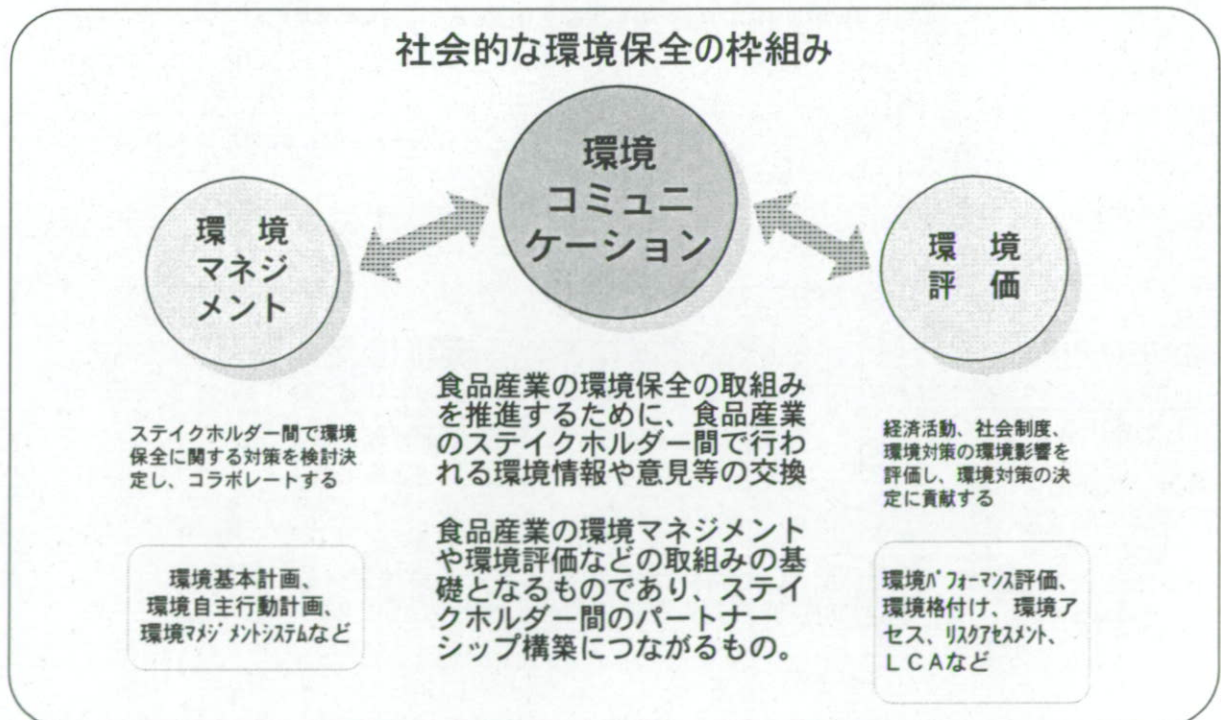 社会的な環境保全の枠組み
環境
コミュニ
ケーション
環　境
マネジ
メント
環　境
評　価
ステイクホルダー間で環境
保全に関する対策を検討決
定し、コラボレートする
環境基本計画、
環境自主行動計画、
環境ﾏﾒｼﾞﾒﾝﾄｼｽﾃﾑなど
食品産業の環境保全の取組み
を推進するために、食品産業
のステイクホルダー間で行わ
れる環境情報や意見等の交換
食品産業の環境マネジメント
や環境評価などの取組みの基
礎となるものであり、ステイ
クホルダー間のパートナー
シップ構築につながるもの。
経済活動、社会制度、
環境対策の環境影響を
評価し、環境対策の決
定に貢献する
環境ﾊﾟﾌｫｰﾏﾝｽ評価、
環境格付け、環境ア
セス、ﾘｽｸｱｾｽﾒﾝﾄ、
ＬＣＡなど